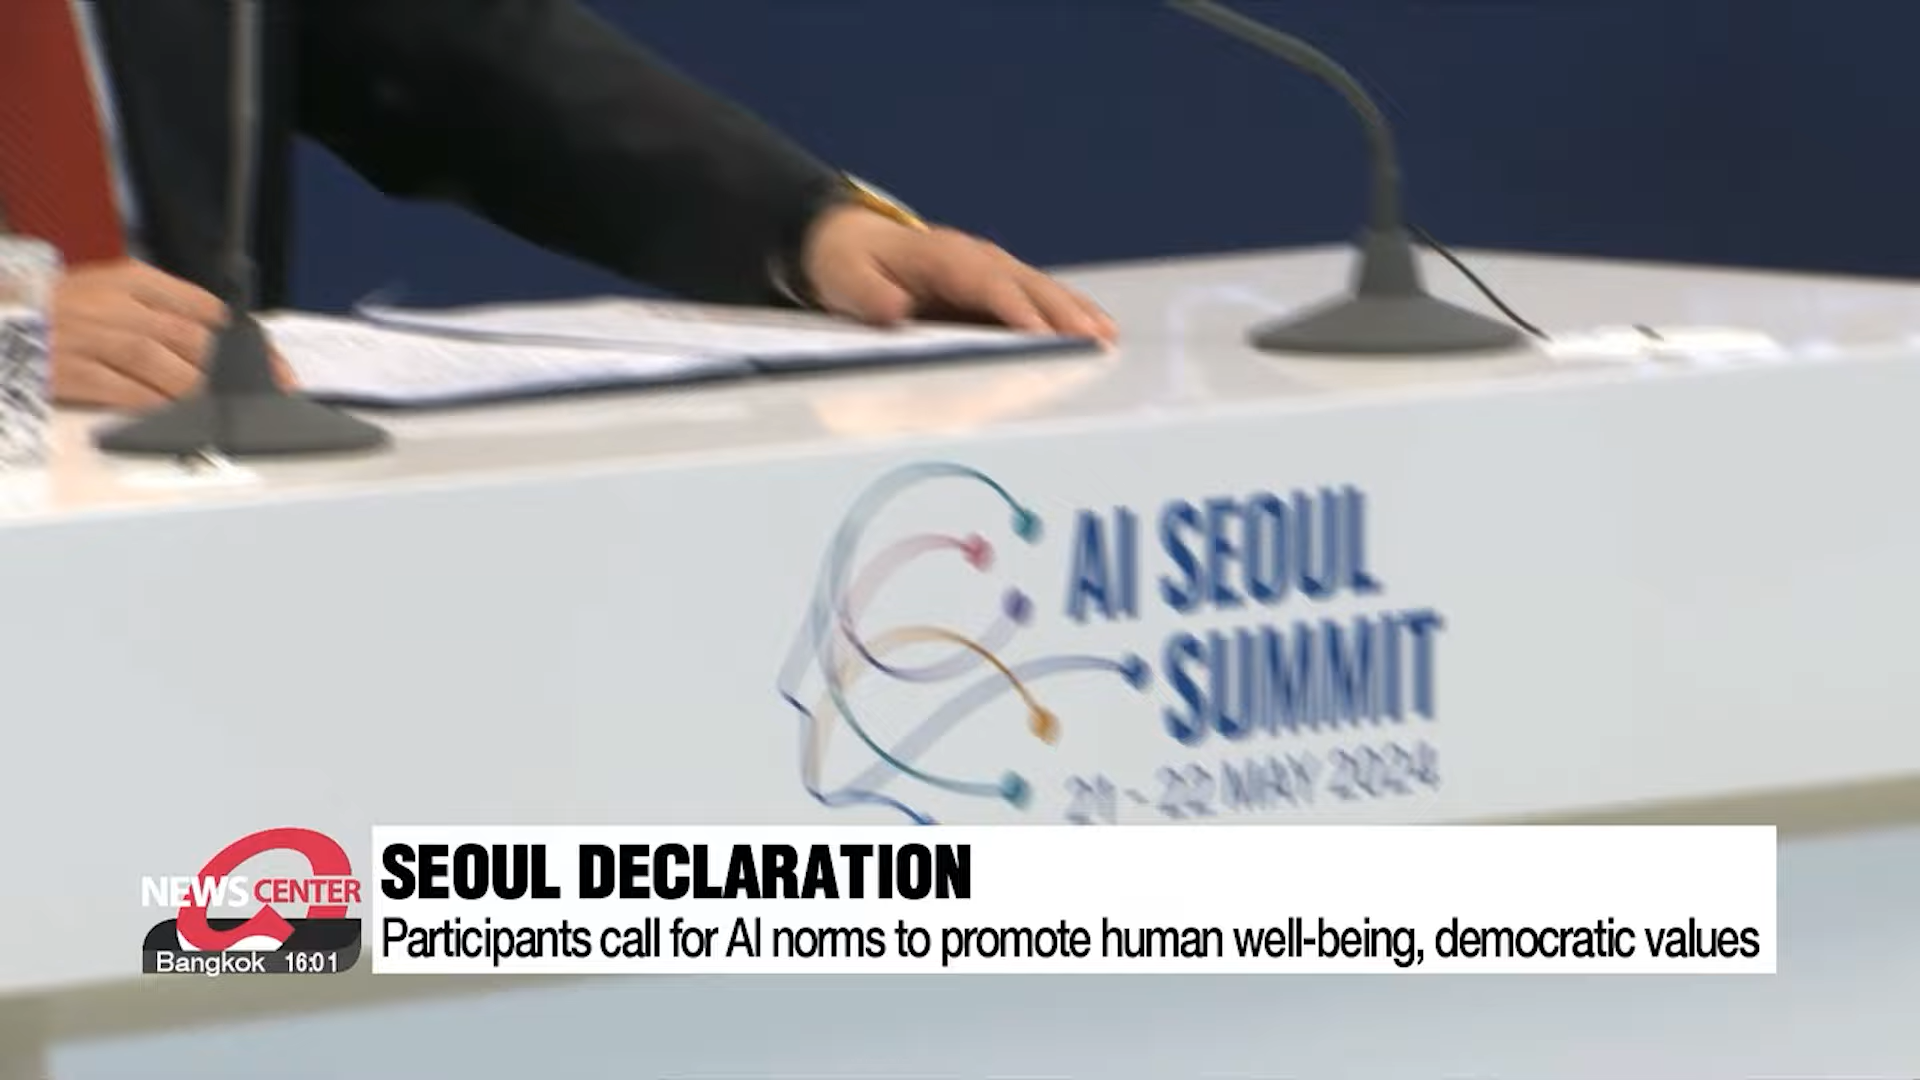 AI SEOUL
SUMMIT
21 - 22 MAY 2024
NEWS CENTER
Bangkok 16:01
SEOUL DECLARATION
Participants call for AI norms to promote human well-being, democratic values